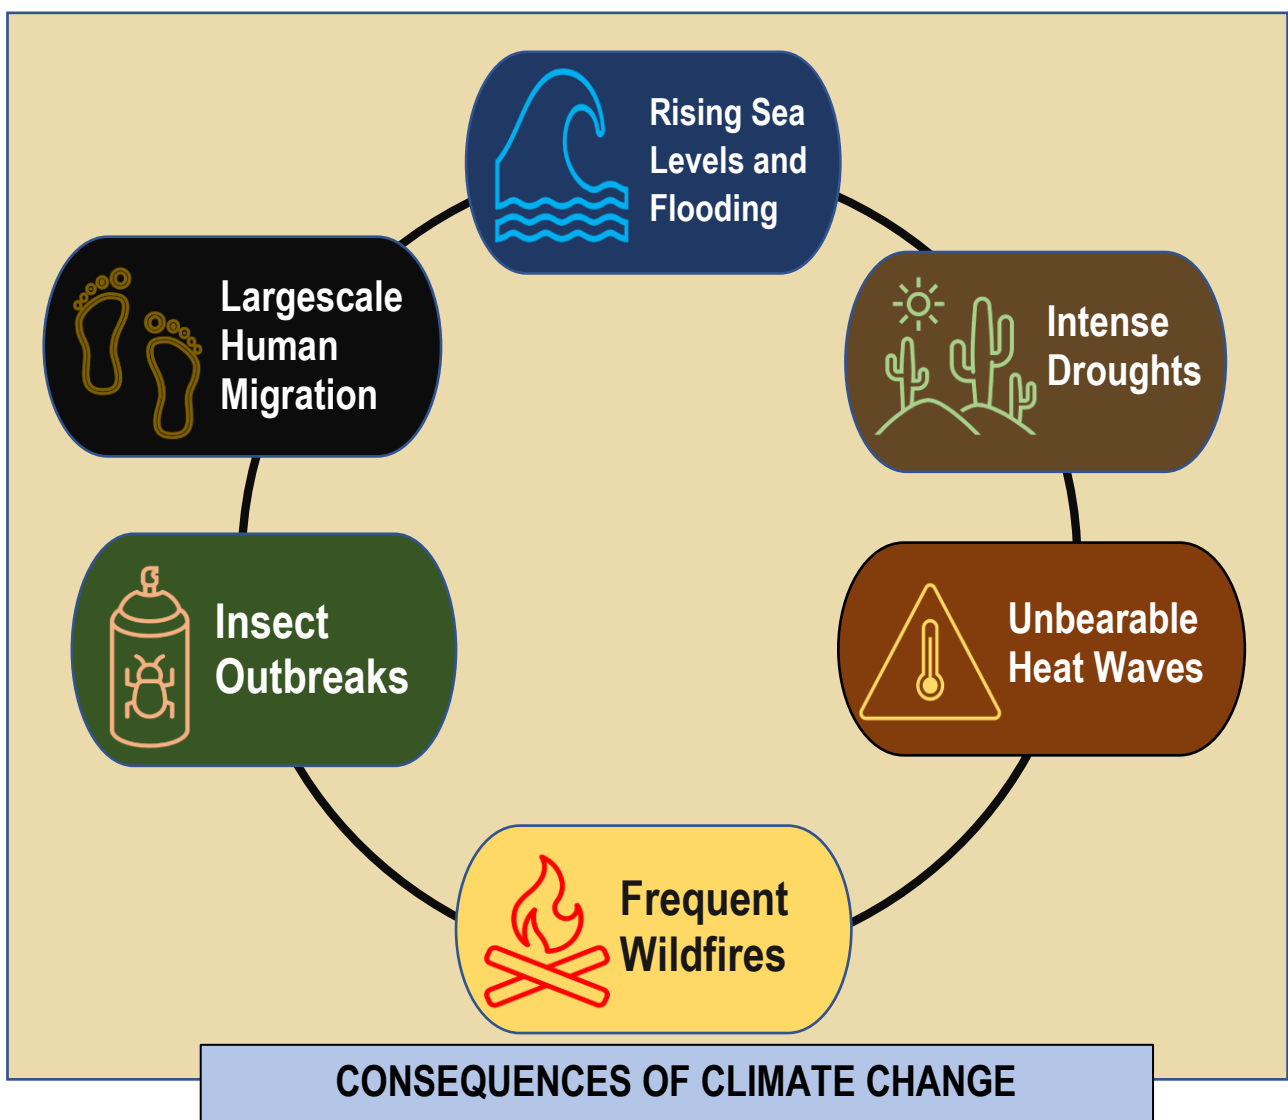 Rising Sea
Levels and
Flooding
Largescale
Human
Migration
Intense
Droughts
Insect
Outbreaks
Unbearable
Heat Waves
Frequent
Wildfires
CONSEQUENCES OF CLIMATE CHANGE